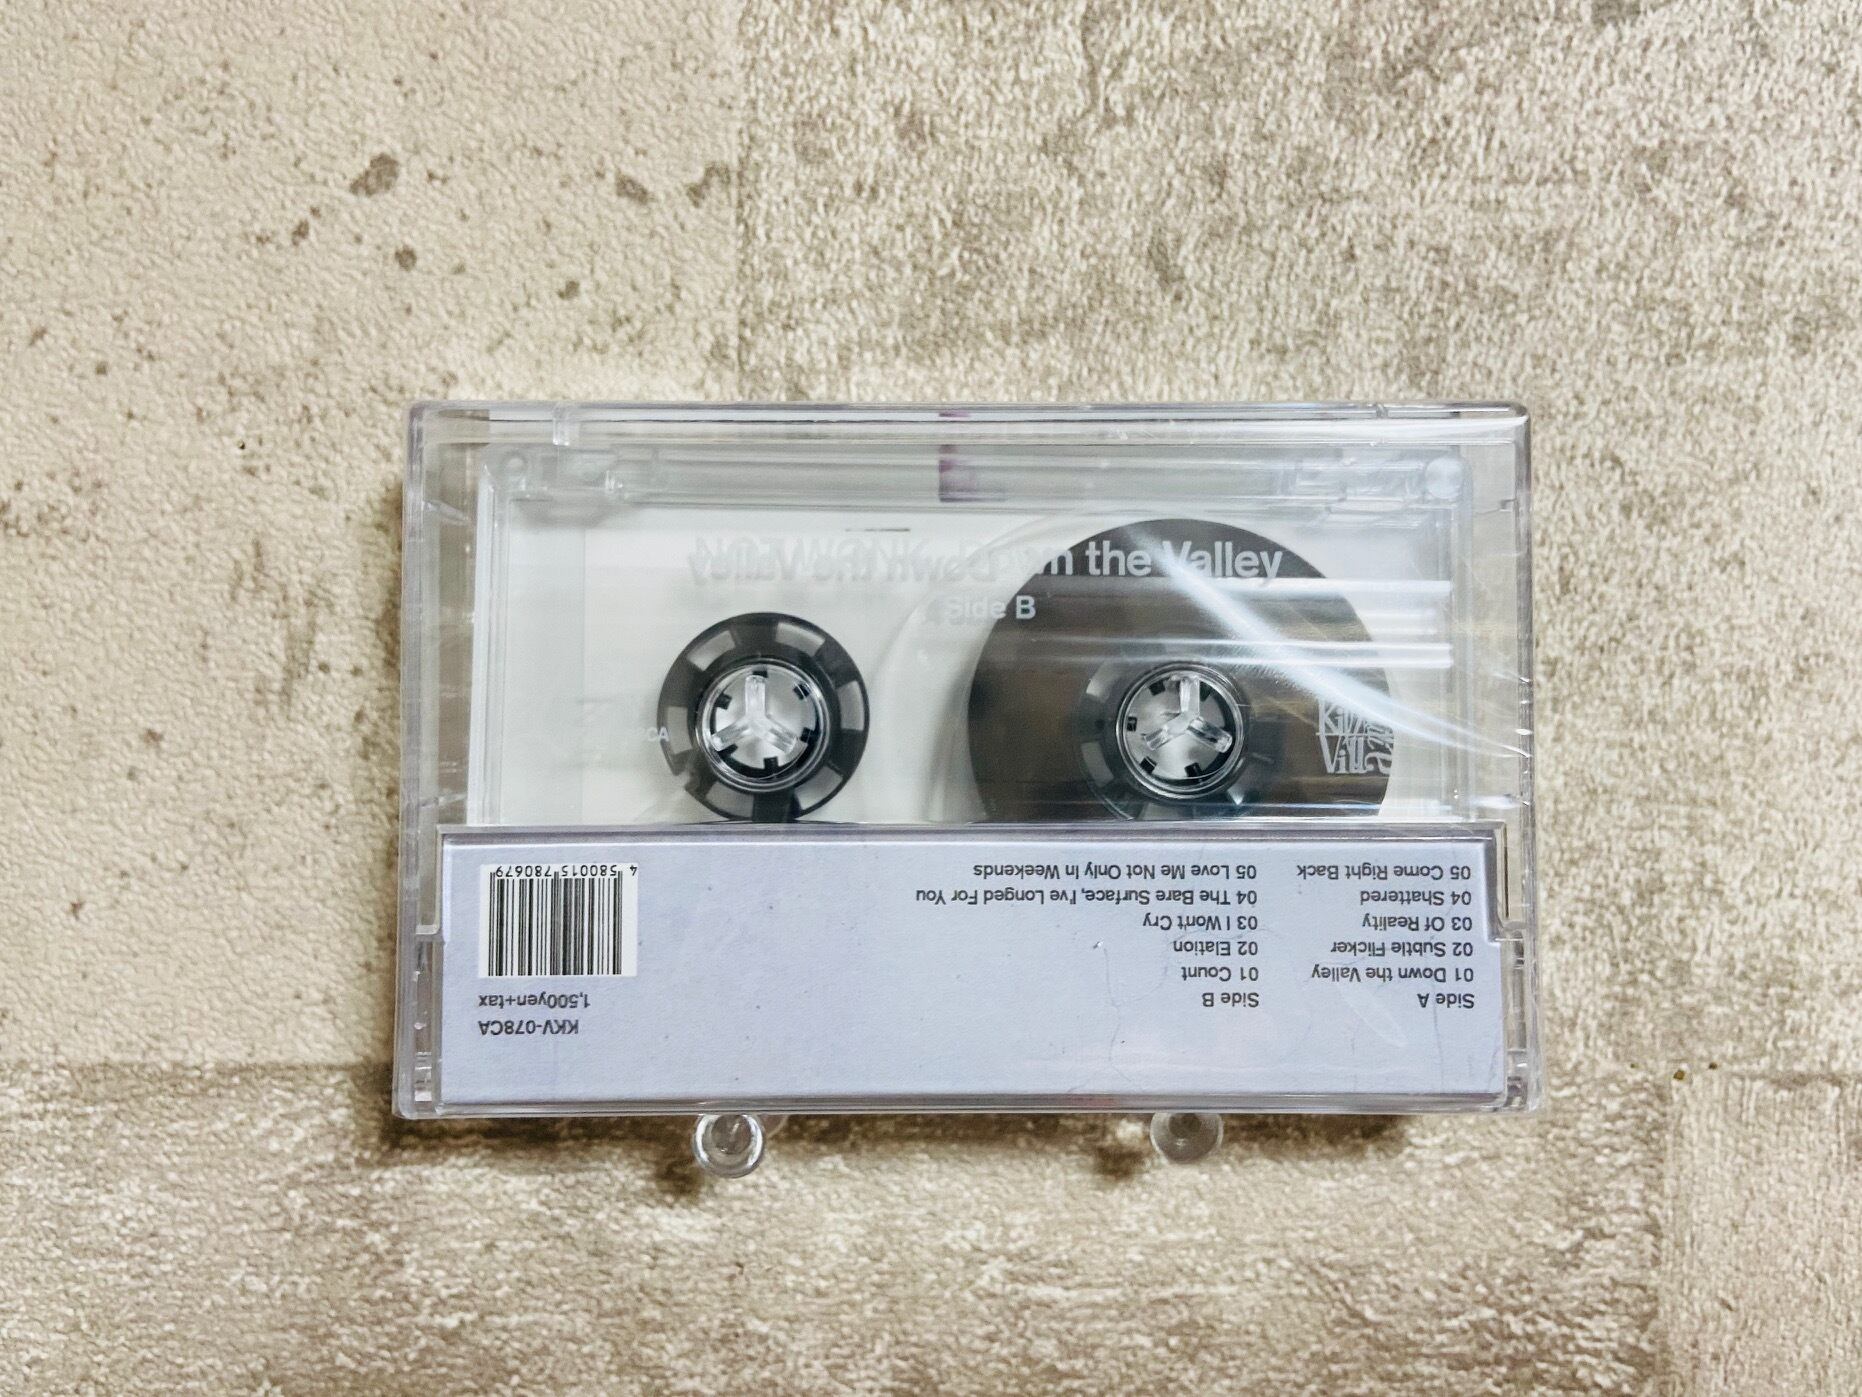 Down the Valley
Side B
Side A
01 Down the Valley
02 Subtle Flicker
03 Of Reality
04 Shattered
05 Come Right Back
Side B
01 Count
02 Elation
03 I Won't Cry
04 The Bare Surface, I've Longed For You
05 Love Me Not Only In Weekends
KKV-078CA
1,500yen+tax
4 580015 780679